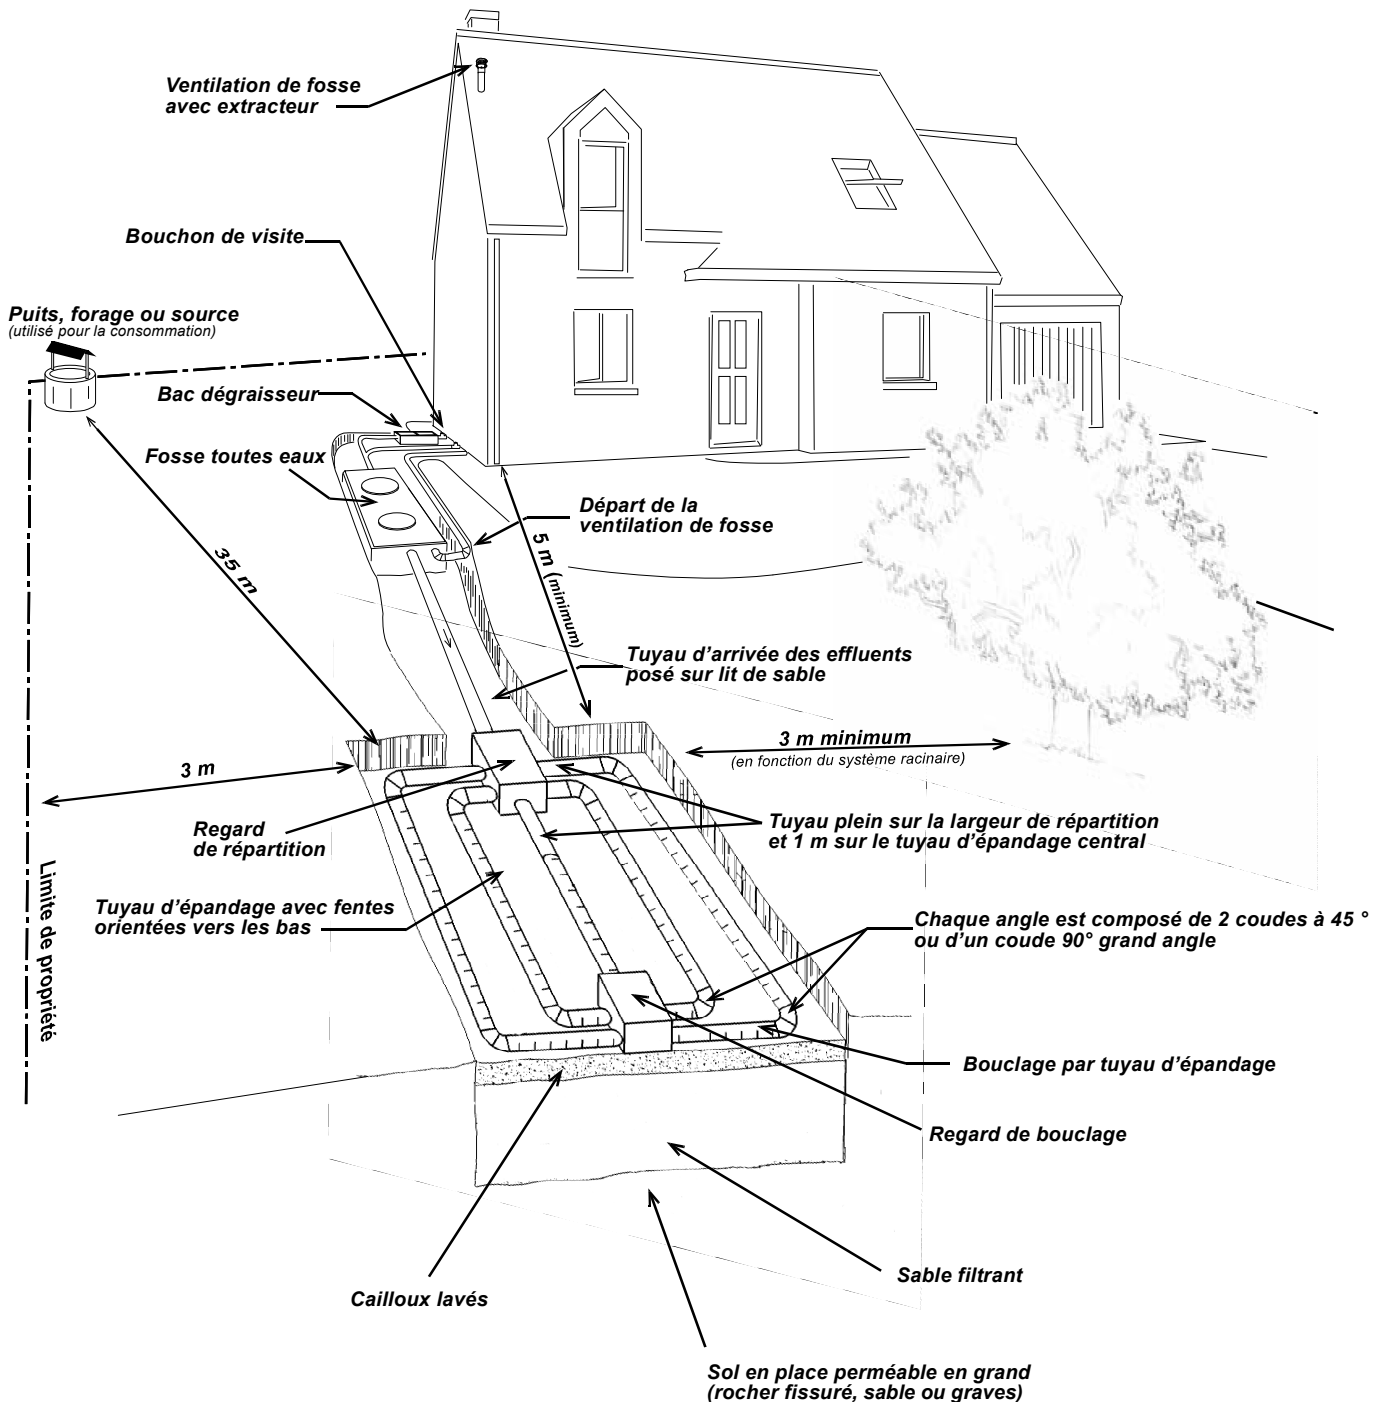 Ventilation de fosse
avec extracteur
Bouchon de visite
Puits, forage ou source
(utilisé pour la consommation)
Bac dégraisseur
Fosse toutes eaux
Départ de la
ventilation de fosse
35 m
5 m (minimum)
Tuyau d'arrivée des effluents
posé sur lit de sable
3 m
3 m minimum
(en fonction du système racinaire)
Regard
de répartition
Tuyau plein sur la largeur de répartition
et 1 m sur le tuyau d'épandage central
Limite de propriété
Tuyau d'épandage avec fentes
orientées vers les bas
Chaque angle est composé de 2 coudes à 45 °
ou d'un coude 90° grand angle
Bouclage par tuyau d'épandage
Regard de bouclage
Sable filtrant
Cailloux lavés
Sol en place perméable en grand
(rocher fissuré, sable ou graves)